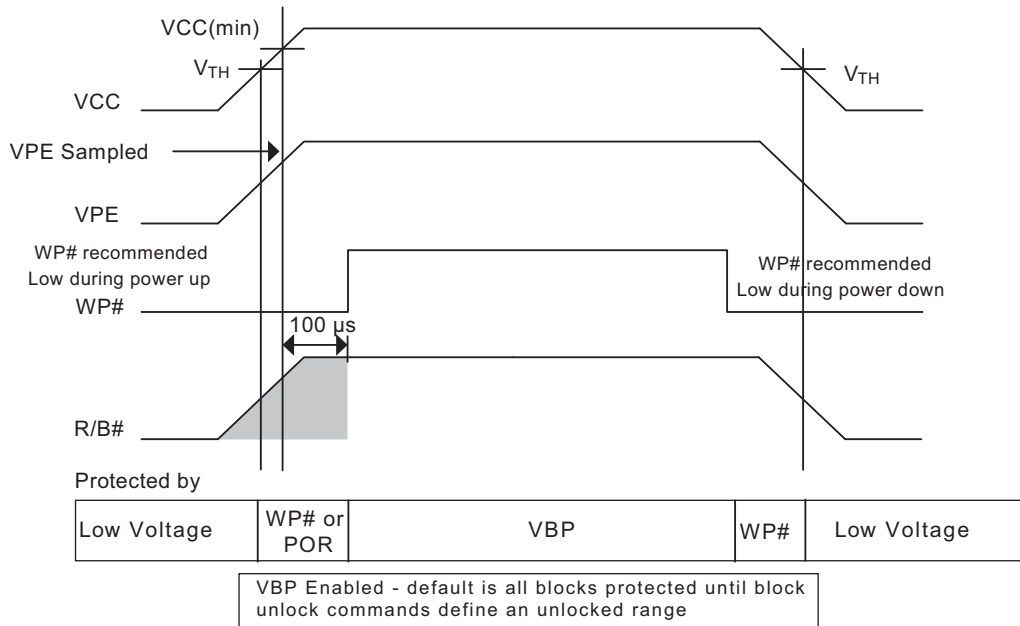 VCC(min)
VTH
VTH
VCC
VPE Sampled
VPE
WP# recommended
Low during power up
WP# recommended
Low during power down
WP#
100 µs
R/B#
Protected by
Low Voltage
WP# or
POR
VBP
WP#
Low Voltage
VBP Enabled - default is all blocks protected until block
unlock commands define an unlocked range